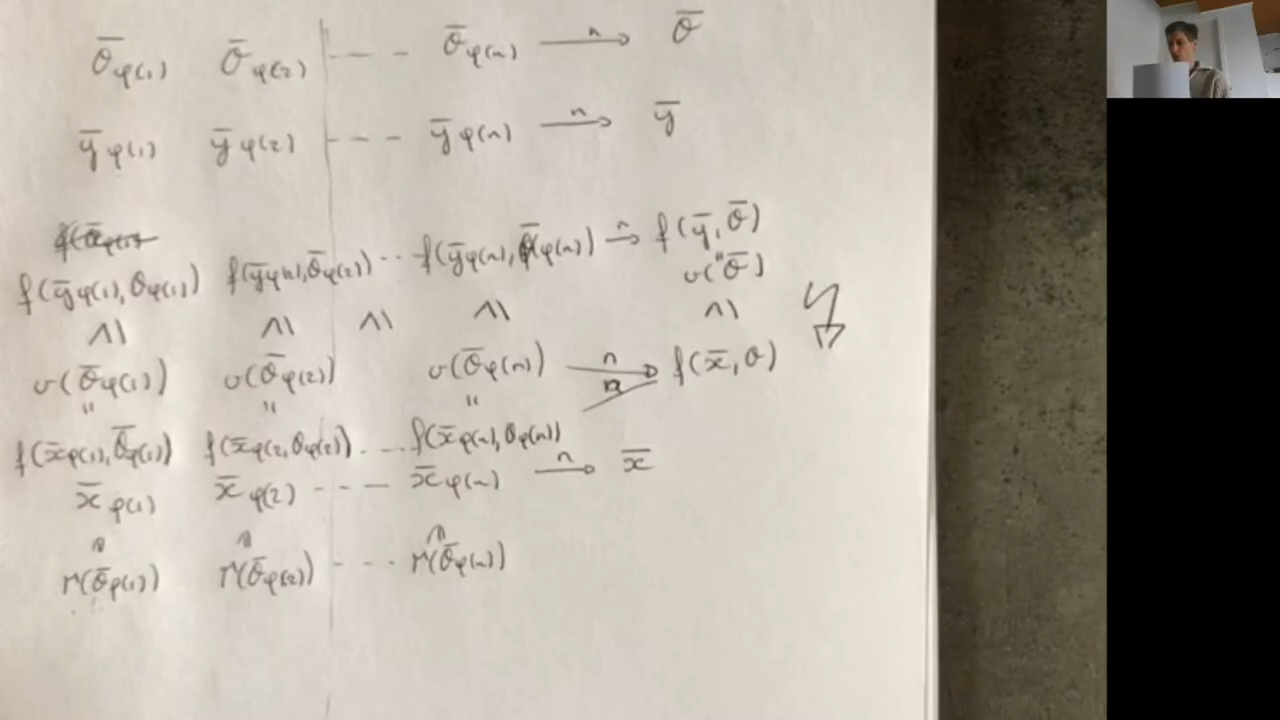 θ̄φ(1) θ̄φ(2) --- θ̄φ(n) —n→ θ̄
ȳφ(1) ȳφ(2) --- ȳφ(n) —n→ ȳ
f(ȳφ(1), θφ(1)) f(ȳφ(2), θ̄φ(2)) ... f(ȳφ(n), θ̄φ(n)) —n→ f(ȳ, θ̄)
" v(θ̄)
∧| ∧| ∧| ∧| ∧|
v(θ̄φ(1)) v(θ̄φ(2)) v(θ̄φ(n)) —n→ f(x̄, θ)
" " " n
f(x̄φ(1), θ̄φ(1)) f(x̄φ(2), θφ(2)) ... f(x̄φ(n), θφ(n))
x̄φ(1) x̄φ(2) --- x̄φ(n) —n→ x̄
∩ ∩ ∩
Γ(θ̄φ(1)) Γ(θ̄φ(2)) --- Γ(θ̄φ(n))